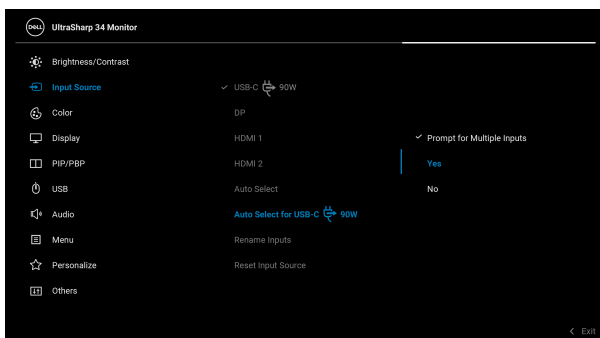 DELL
UltraSharp 34 Monitor
Brightness/Contrast
Input Source
Color
Display
PIP/PBP
USB
Audio
Menu
Personalize
Others
USB-C 90W
DP
HDMI 1
HDMI 2
Auto Select
Auto Select for USB-C 90W
Rename Inputs
Reset Input Source
Prompt for Multiple Inputs
Yes
No
Exit